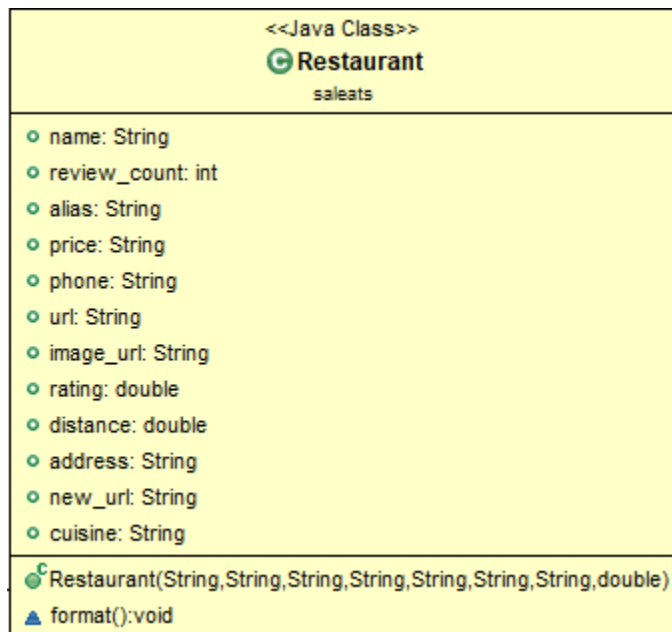 <<Java Class>>
C Restaurant
saleats
name: String
review_count: int
alias: String
price: String
phone: String
url: String
image_url: String
rating: double
distance: double
address: String
new_url: String
cuisine: String
C Restaurant(String,String,String,String,String,String,String,double)
format():void